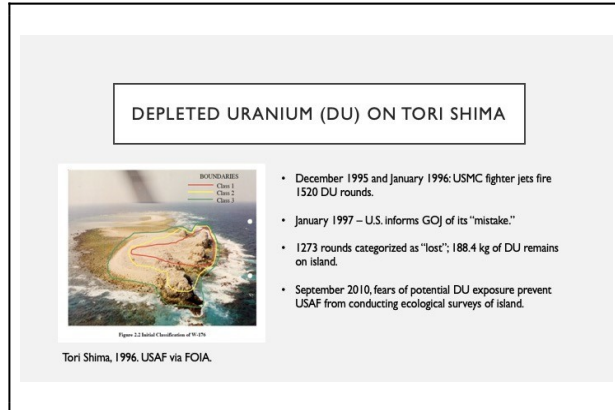 DEPLETED URANIUM (DU) ON TORI SHIMA
BOUNDARIES
Class 1
Class 2
Class 3
Figure 2.2 Initial Classification of W-176
Tori Shima, 1996. USAF via FOIA.
• December 1995 and January 1996: USMC fighter jets fire
1520 DU rounds.
• January 1997 – U.S. informs GOJ of its “mistake.”
• 1273 rounds categorized as “lost”; 188.4 kg of DU remains
on island.
• September 2010, fears of potential DU exposure prevent
USAF from conducting ecological surveys of island.